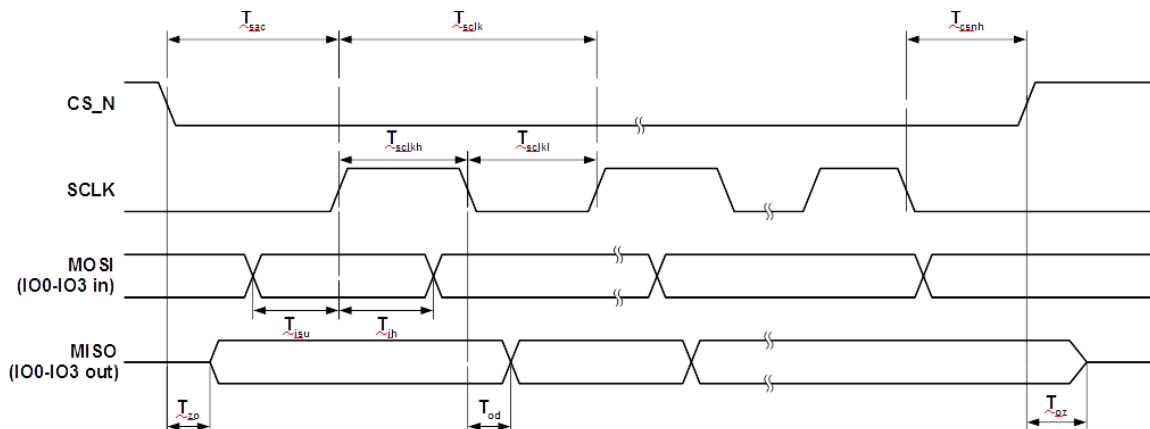 Tsac
Tsclk
Tcsnh
CS_N
Tsclkh
Tsclkl
SCLK
MOSI
(IO0-IO3 in)
Tisu
Tih
MISO
(IO0-IO3 out)
Tzo
Tod
Toz